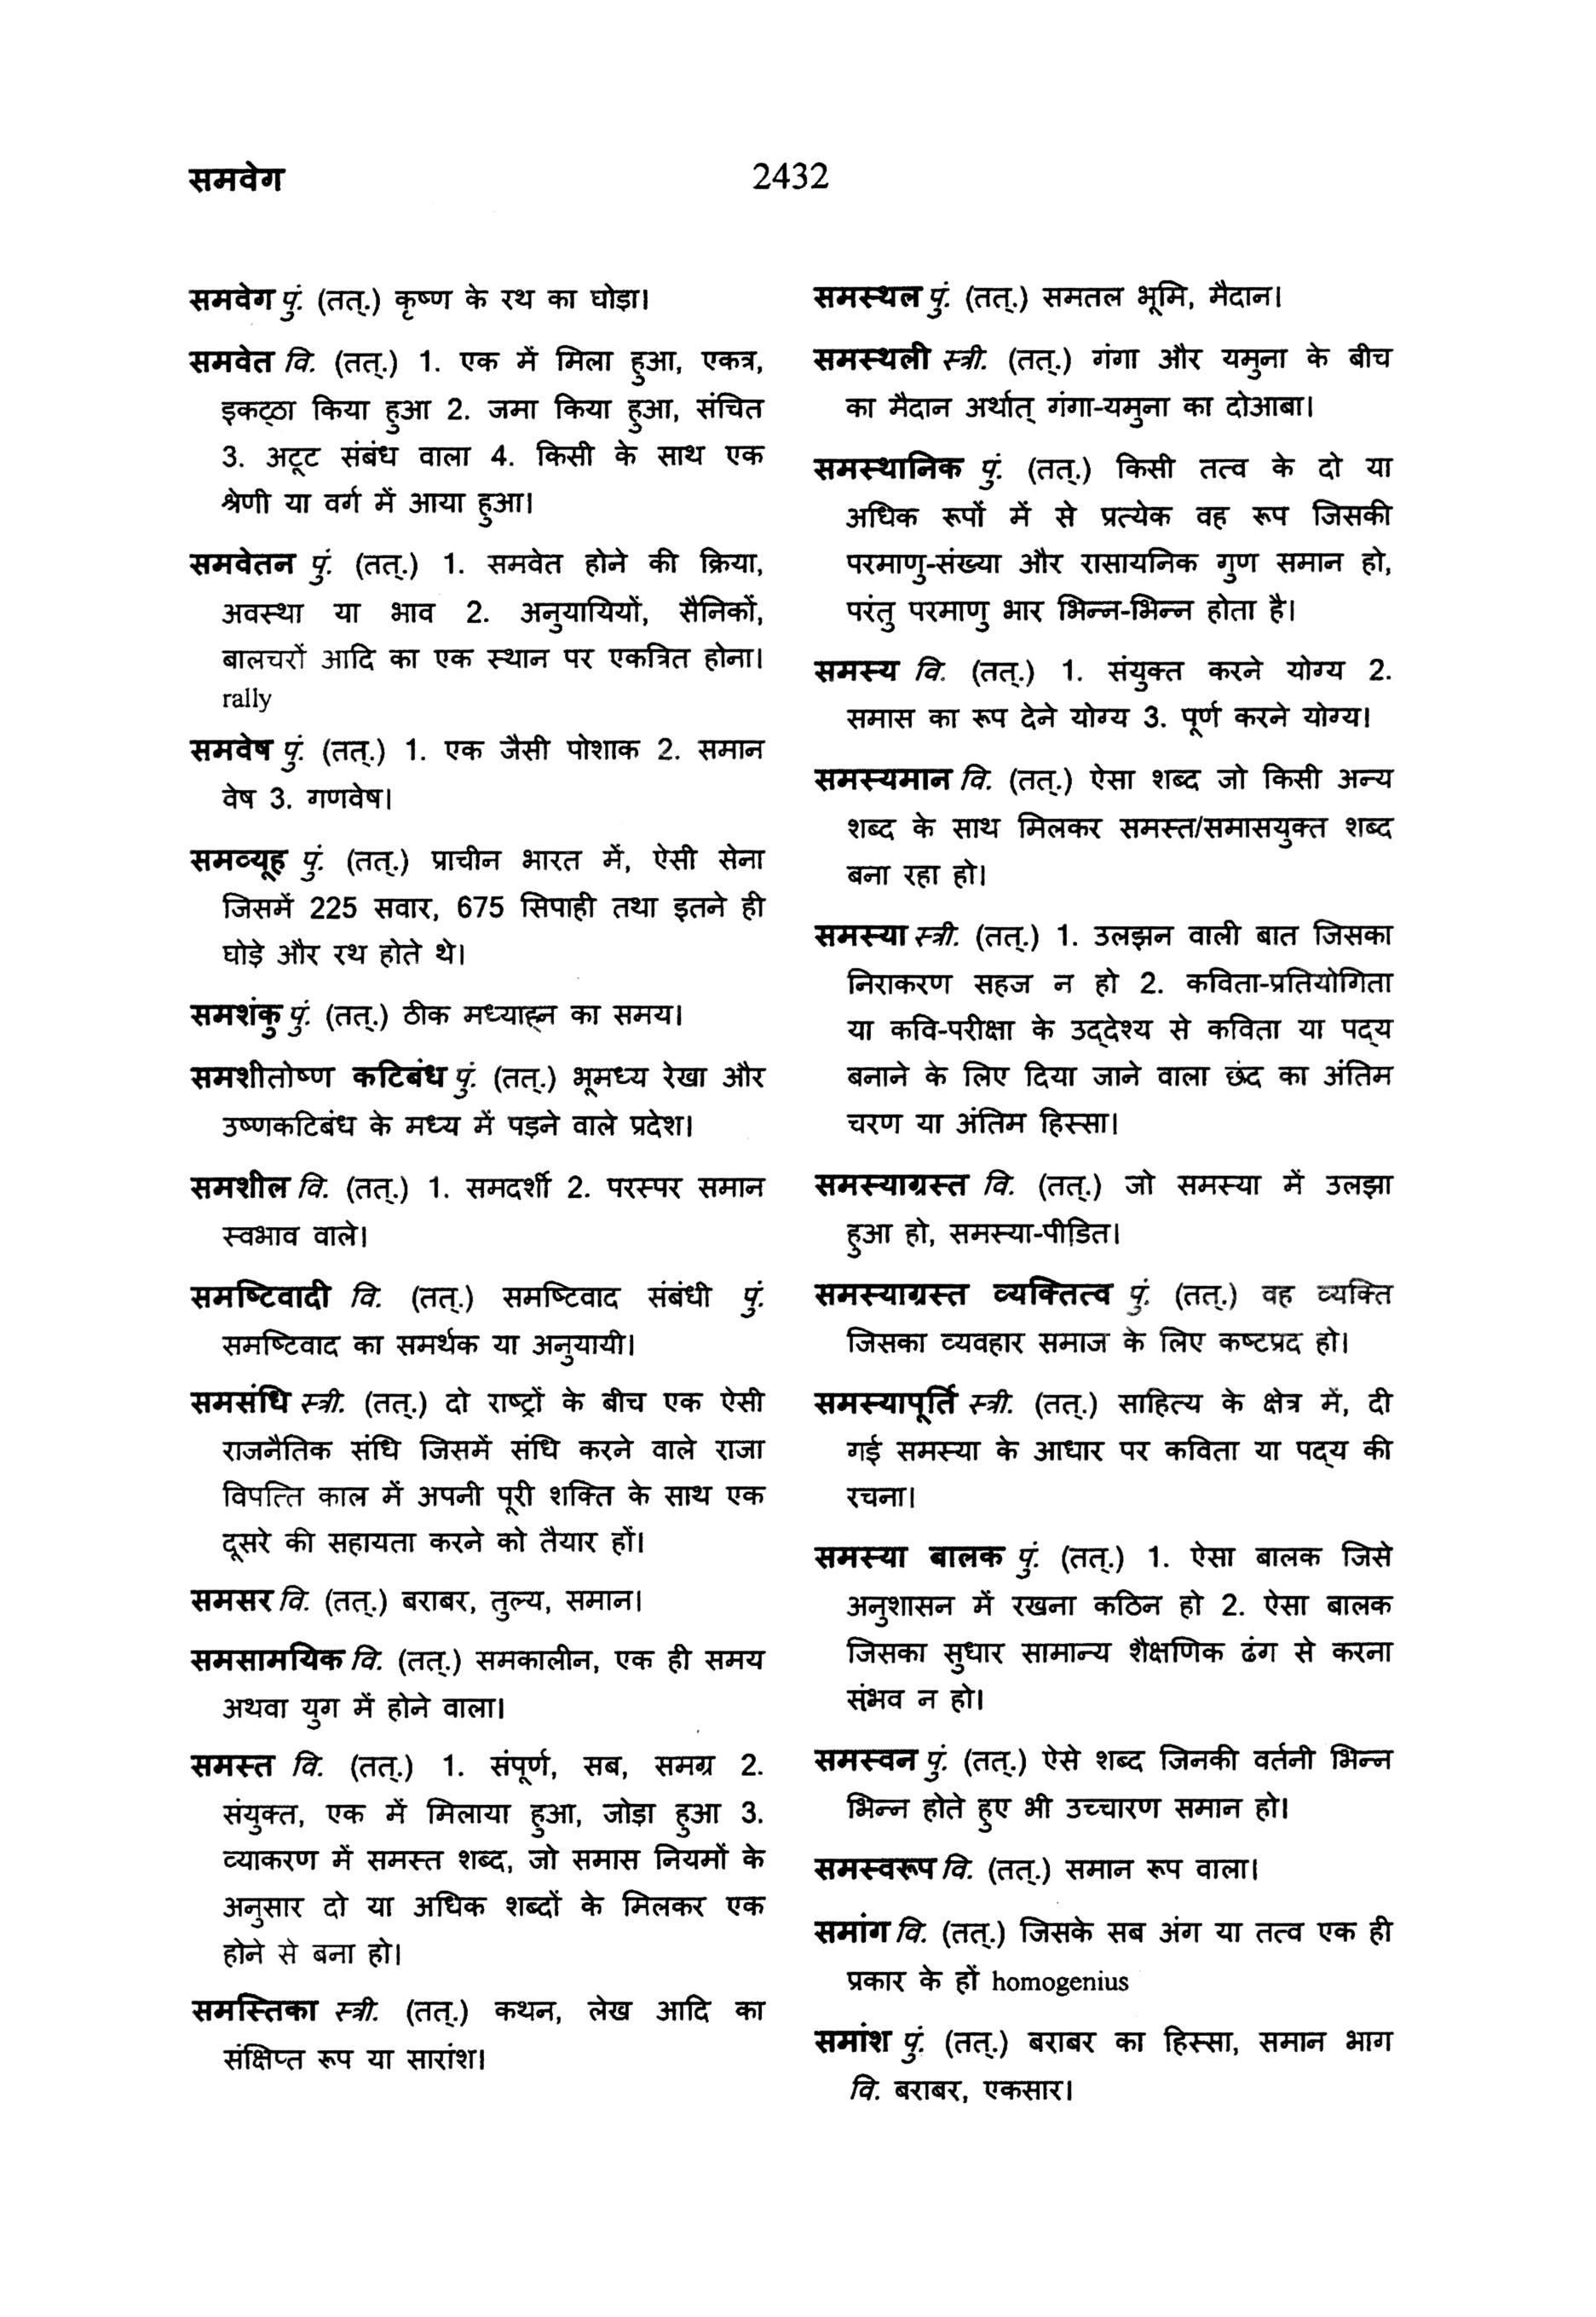 समवेग
2432
समवेग पुं. (तत्.) कृष्ण के रथ का घोड़ा।
समवेत वि. (तत्.) 1. एक में मिला हुआ, एकत्र,
इकट्ठा किया हुआ 2. जमा किया हुआ, संचित
3. अटूट संबंध वाला 4. किसी के साथ एक
श्रेणी या वर्ग में आया हुआ।
समवेतन पुं. (तत्.) 1. समवेत होने की क्रिया,
अवस्था या भाव 2. अनुयायियों, सैनिकों,
बालचरों आदि का एक स्थान पर एकत्रित होना।
rally
समवेष पुं. (तत्.) 1. एक जैसी पोशाक 2. समान
वेष 3. गणवेष।
समव्यूह पुं. (तत्.) प्राचीन भारत में, ऐसी सेना
जिसमें 225 सवार, 675 सिपाही तथा इतने ही
घोड़े और रथ होते थे।
समशंकु पुं. (तत्.) ठीक मध्याह्न का समय।
समशीतोष्ण कटिबंध पुं. (तत्.) भूमध्य रेखा और
उष्णकटिबंध के मध्य में पड़ने वाले प्रदेश।
समशील वि. (तत्.) 1. समदर्शी 2. परस्पर समान
स्वभाव वाले।
समष्टिवादी वि. (तत्.) समष्टिवाद संबंधी पुं.
समष्टिवाद का समर्थक या अनुयायी।
समसंधि स्त्री. (तत्.) दो राष्ट्रों के बीच एक ऐसी
राजनैतिक संधि जिसमें संधि करने वाले राजा
विपत्ति काल में अपनी पूरी शक्ति के साथ एक
दूसरे की सहायता करने को तैयार हों।
समसर वि. (तत्.) बराबर, तुल्य, समान।
समसामयिक वि. (तत्.) समकालीन, एक ही समय
अथवा युग में होने वाला।
समस्त वि. (तत्.) 1. संपूर्ण, सब, समग्र 2.
संयुक्त, एक में मिलाया हुआ, जोड़ा हुआ 3.
व्याकरण में समस्त शब्द, जो समास नियमों के
अनुसार दो या अधिक शब्दों के मिलकर एक
होने से बना हो।
समस्तिका स्त्री. (तत्.) कथन, लेख आदि का
संक्षिप्त रूप या सारांश।
समस्थल पुं. (तत्.) समतल भूमि, मैदान।
समस्थली स्त्री. (तत्.) गंगा और यमुना के बीच
का मैदान अर्थात् गंगा-यमुना का दोआबा।
समस्थानिक पुं. (तत्.) किसी तत्व के दो या
अधिक रूपों में से प्रत्येक वह रूप जिसकी
परमाणु-संख्या और रासायनिक गुण समान हो,
परंतु परमाणु भार भिन्न-भिन्न होता है।
समस्य वि. (तत्.) 1. संयुक्त करने योग्य 2.
समास का रूप देने योग्य 3. पूर्ण करने योग्य।
समस्यमान वि. (तत्.) ऐसा शब्द जो किसी अन्य
शब्द के साथ मिलकर समस्त/समासयुक्त शब्द
बना रहा हो।
समस्या स्त्री. (तत्.) 1. उलझन वाली बात जिसका
निराकरण सहज न हो 2. कविता-प्रतियोगिता
या कवि-परीक्षा के उद्देश्य से कविता या पद्य
बनाने के लिए दिया जाने वाला छंद का अंतिम
चरण या अंतिम हिस्सा।
समस्याग्रस्त वि. (तत्.) जो समस्या में उलझा
हुआ हो, समस्या-पीडित।
समस्याग्रस्त व्यक्तित्व पुं. (तत्.) वह व्यक्ति
जिसका व्यवहार समाज के लिए कष्टप्रद हो।
समस्यापूर्ति स्त्री. (तत्.) साहित्य के क्षेत्र में, दी
गई समस्या के आधार पर कविता या पद्य की
रचना।
समस्या बालक पुं. (तत्.) 1. ऐसा बालक जिसे
अनुशासन में रखना कठिन हो 2. ऐसा बालक
जिसका सुधार सामान्य शैक्षणिक ढंग से करना
संभव न हो।
समस्वन पुं. (तत्.) ऐसे शब्द जिनकी वर्तनी भिन्न
भिन्न होते हुए भी उच्चारण समान हो।
समस्वरूप वि. (तत्.) समान रूप वाला।
समांग वि. (तत्.) जिसके सब अंग या तत्व एक ही
प्रकार के हों homogenius
समांश पुं. (तत्.) बराबर का हिस्सा, समान भाग
वि. बराबर, एकसार।